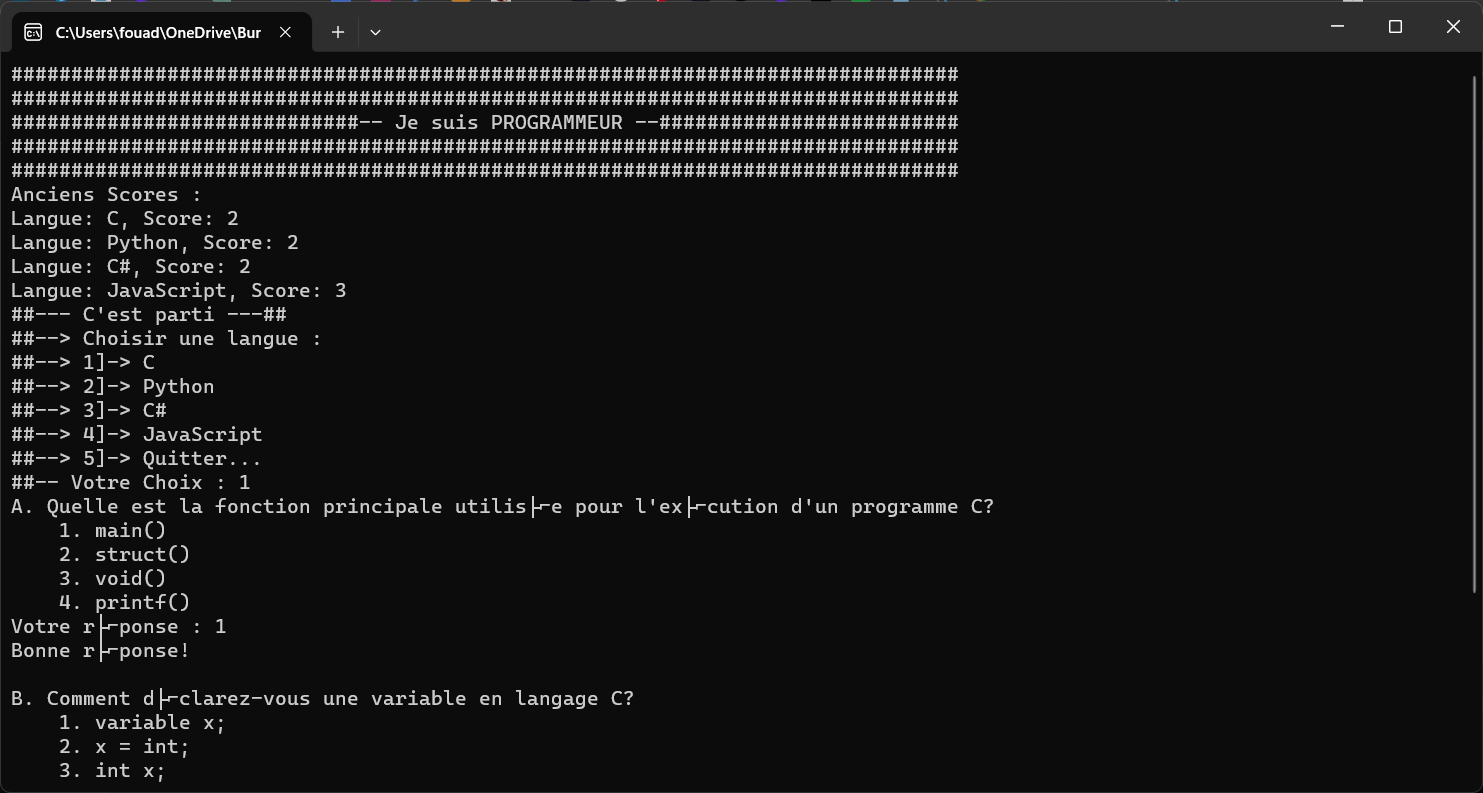 C:\Users\fouad\OneDrive\Bur
###############################################################################
###############################################################################
#############################-- Je suis PROGRAMMEUR --#########################
###############################################################################
###############################################################################
Anciens Scores :
Langue: C, Score: 2
Langue: Python, Score: 2
Langue: C#, Score: 2
Langue: JavaScript, Score: 3
##--- C'est parti ---##
##--> Choisir une langue :
##--> 1]-> C
##--> 2]-> Python
##--> 3]-> C#
##--> 4]-> JavaScript
##--> 5]-> Quitter...
##-- Votre Choix : 1
A. Quelle est la fonction principale utilis├⌐e pour l'ex├⌐cution d'un programme C?
    1. main()
    2. struct()
    3. void()
    4. printf()
Votre r├⌐ponse : 1
Bonne r├⌐ponse!

B. Comment d├⌐clarez-vous une variable en langage C?
    1. variable x;
    2. x = int;
    3. int x;